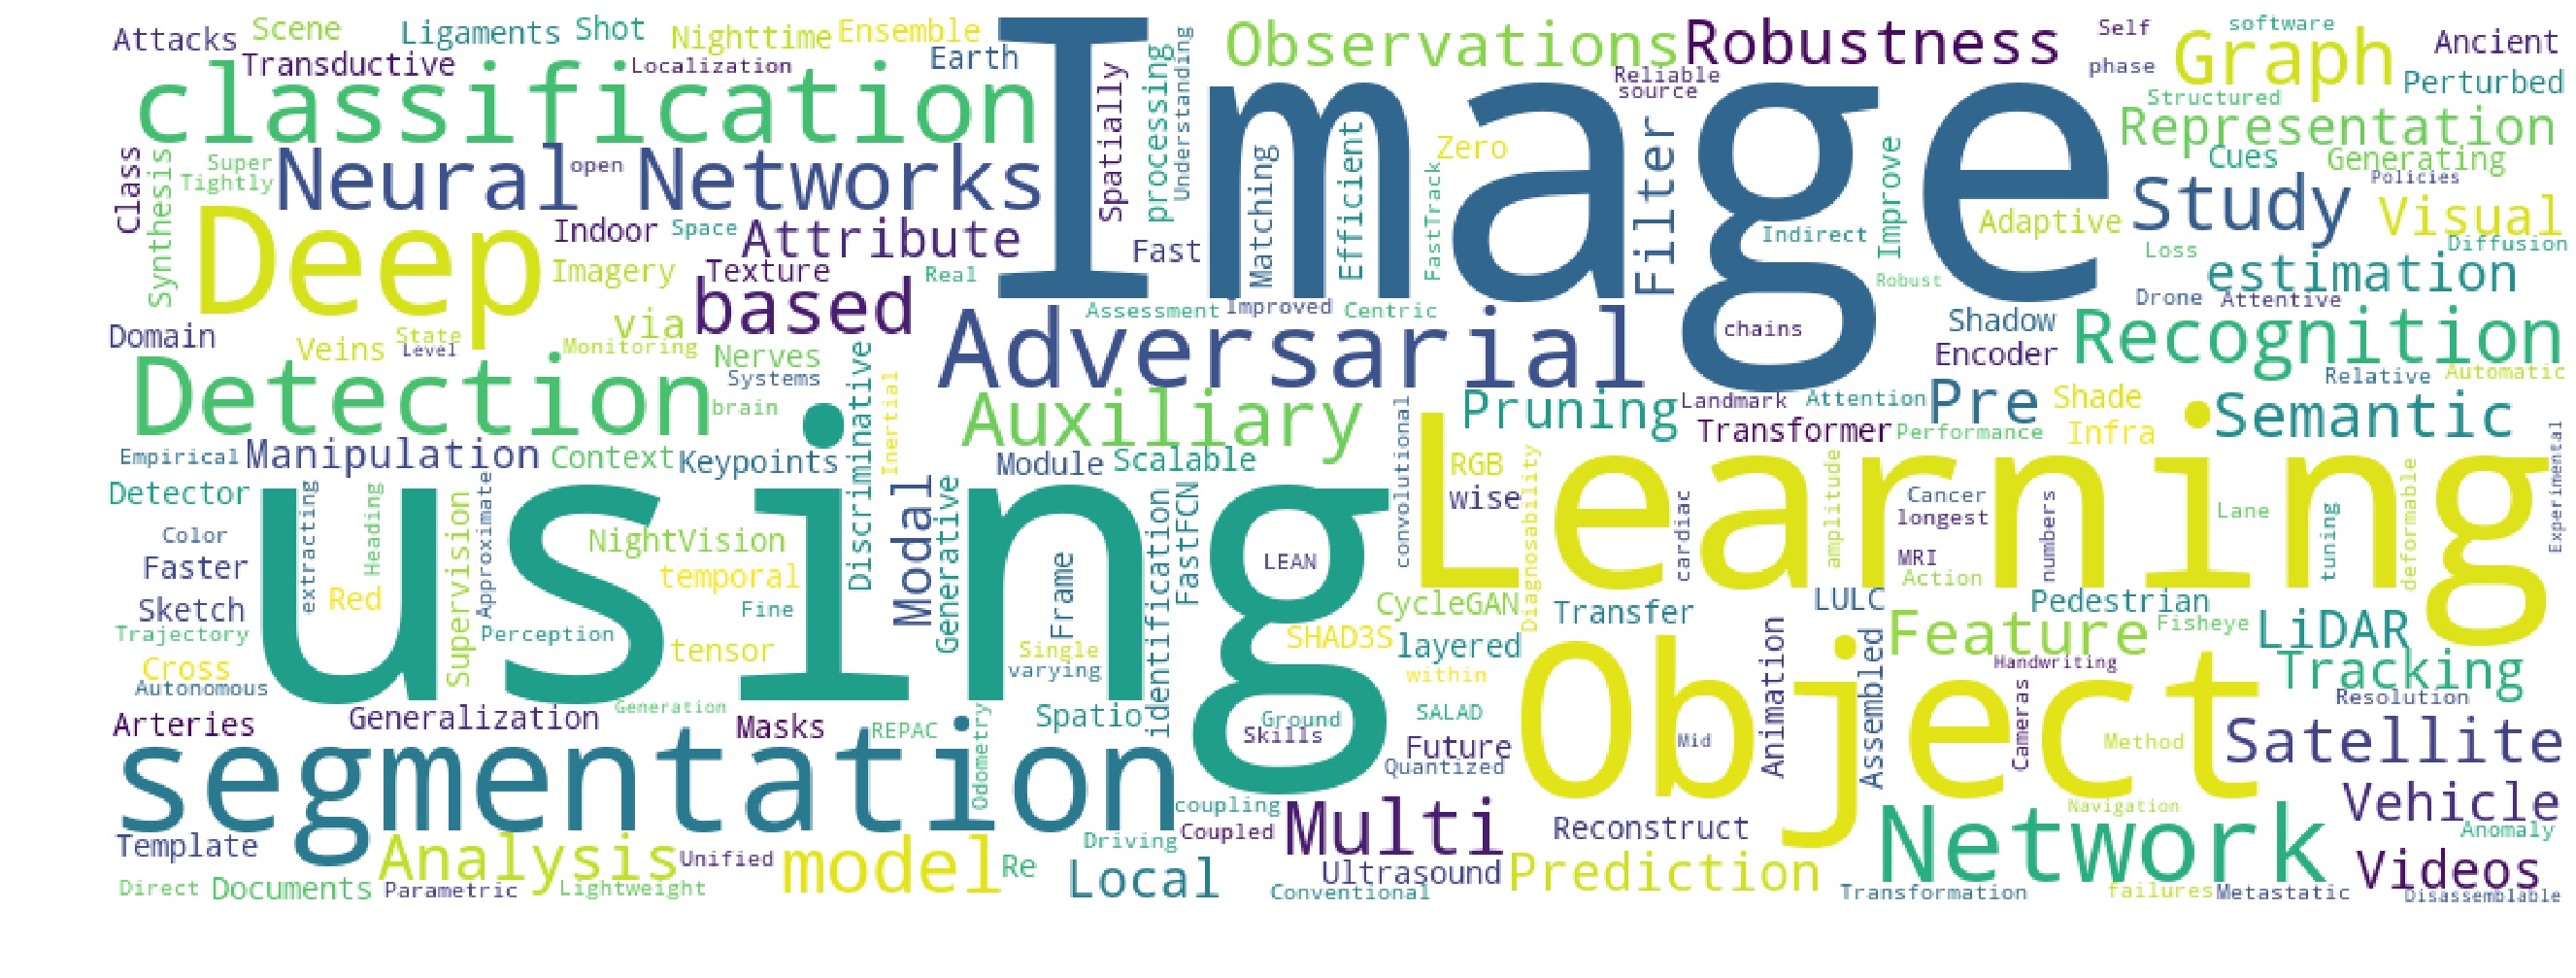 Attacks
Scene
Ligaments
Shot
Nighttime
Ensemble
Transductive
Localization
Earth
classification
Image
Spatially
processing
Understanding
Observations
Robustness
Reliable
source
Self
phase
software
Graph
Ancient
Perturbed
Structured
Representation
Class
Synthesis
Super
Tightly
Neural Networks
open
Matching
Efficient
Zero
FastTrack
Filter
Improve
Cues
Generating
Policies
Deep
Indoor
Space
Attribute
Fast
Indirect
Adaptive
Study
Visual
Diffusion
Imagery
Texture
Real
Robust
Loss
estimation
based
Assessment
Improved
Centric
Drone
Attentive
Domain
Veins
State
Level
via
Monitoring
Nerves
Systems
brain
Adversarial
chains
Shadow
Encoder
Recognition
Relative
Automatic
Detection
Discriminative
Inertial
Auxiliary
convolutional
Pruning
Landmark
Attention
Pre
Shade
Semantic
Transformer
Performance
Infra
Empirical
Manipulation
Context
Keypoints
Module
Scalable
RGB
wise
Diagnosability
Learning
Experimental
Detector
extracting
Heading
Supervision
Approximate
using
Modal
Generative
identification
FastFCN
cardiac
amplitude
Cancer
longest
numbers
Lane
tuning
deformable
Color
Faster
Red
NightVision
temporal
Frame
LEAN
MRI
Action
Sketch
Trajectory
Perception
Fine
tensor
Single
varying
SHAD3S
CycleGAN
layered
within
Transfer
Animation
LULC
Assembled
Pedestrian
Feature
Fisheye
LiDAR
Cross
Autonomous
Handwriting
Tracking
Arteries
Generalization
Generation
Masks
REPAC
Odometry
Spatio
Ground
Skills
SALAD
Future
Quantized
Object
Mid
Cameras
Method
Resolution
Satellite
segmentation
coupling
Coupled
Driving
Multi
Reconstruct
Network
Navigation
Vehicle
Anomaly
Template
Analysis
Unified
model
Re
Local
Ultrasound
Prediction
Videos
Direct
Documents
Parametric
Lightweight
Conventional
Transformation
failures
Metastatic
Disassemblable